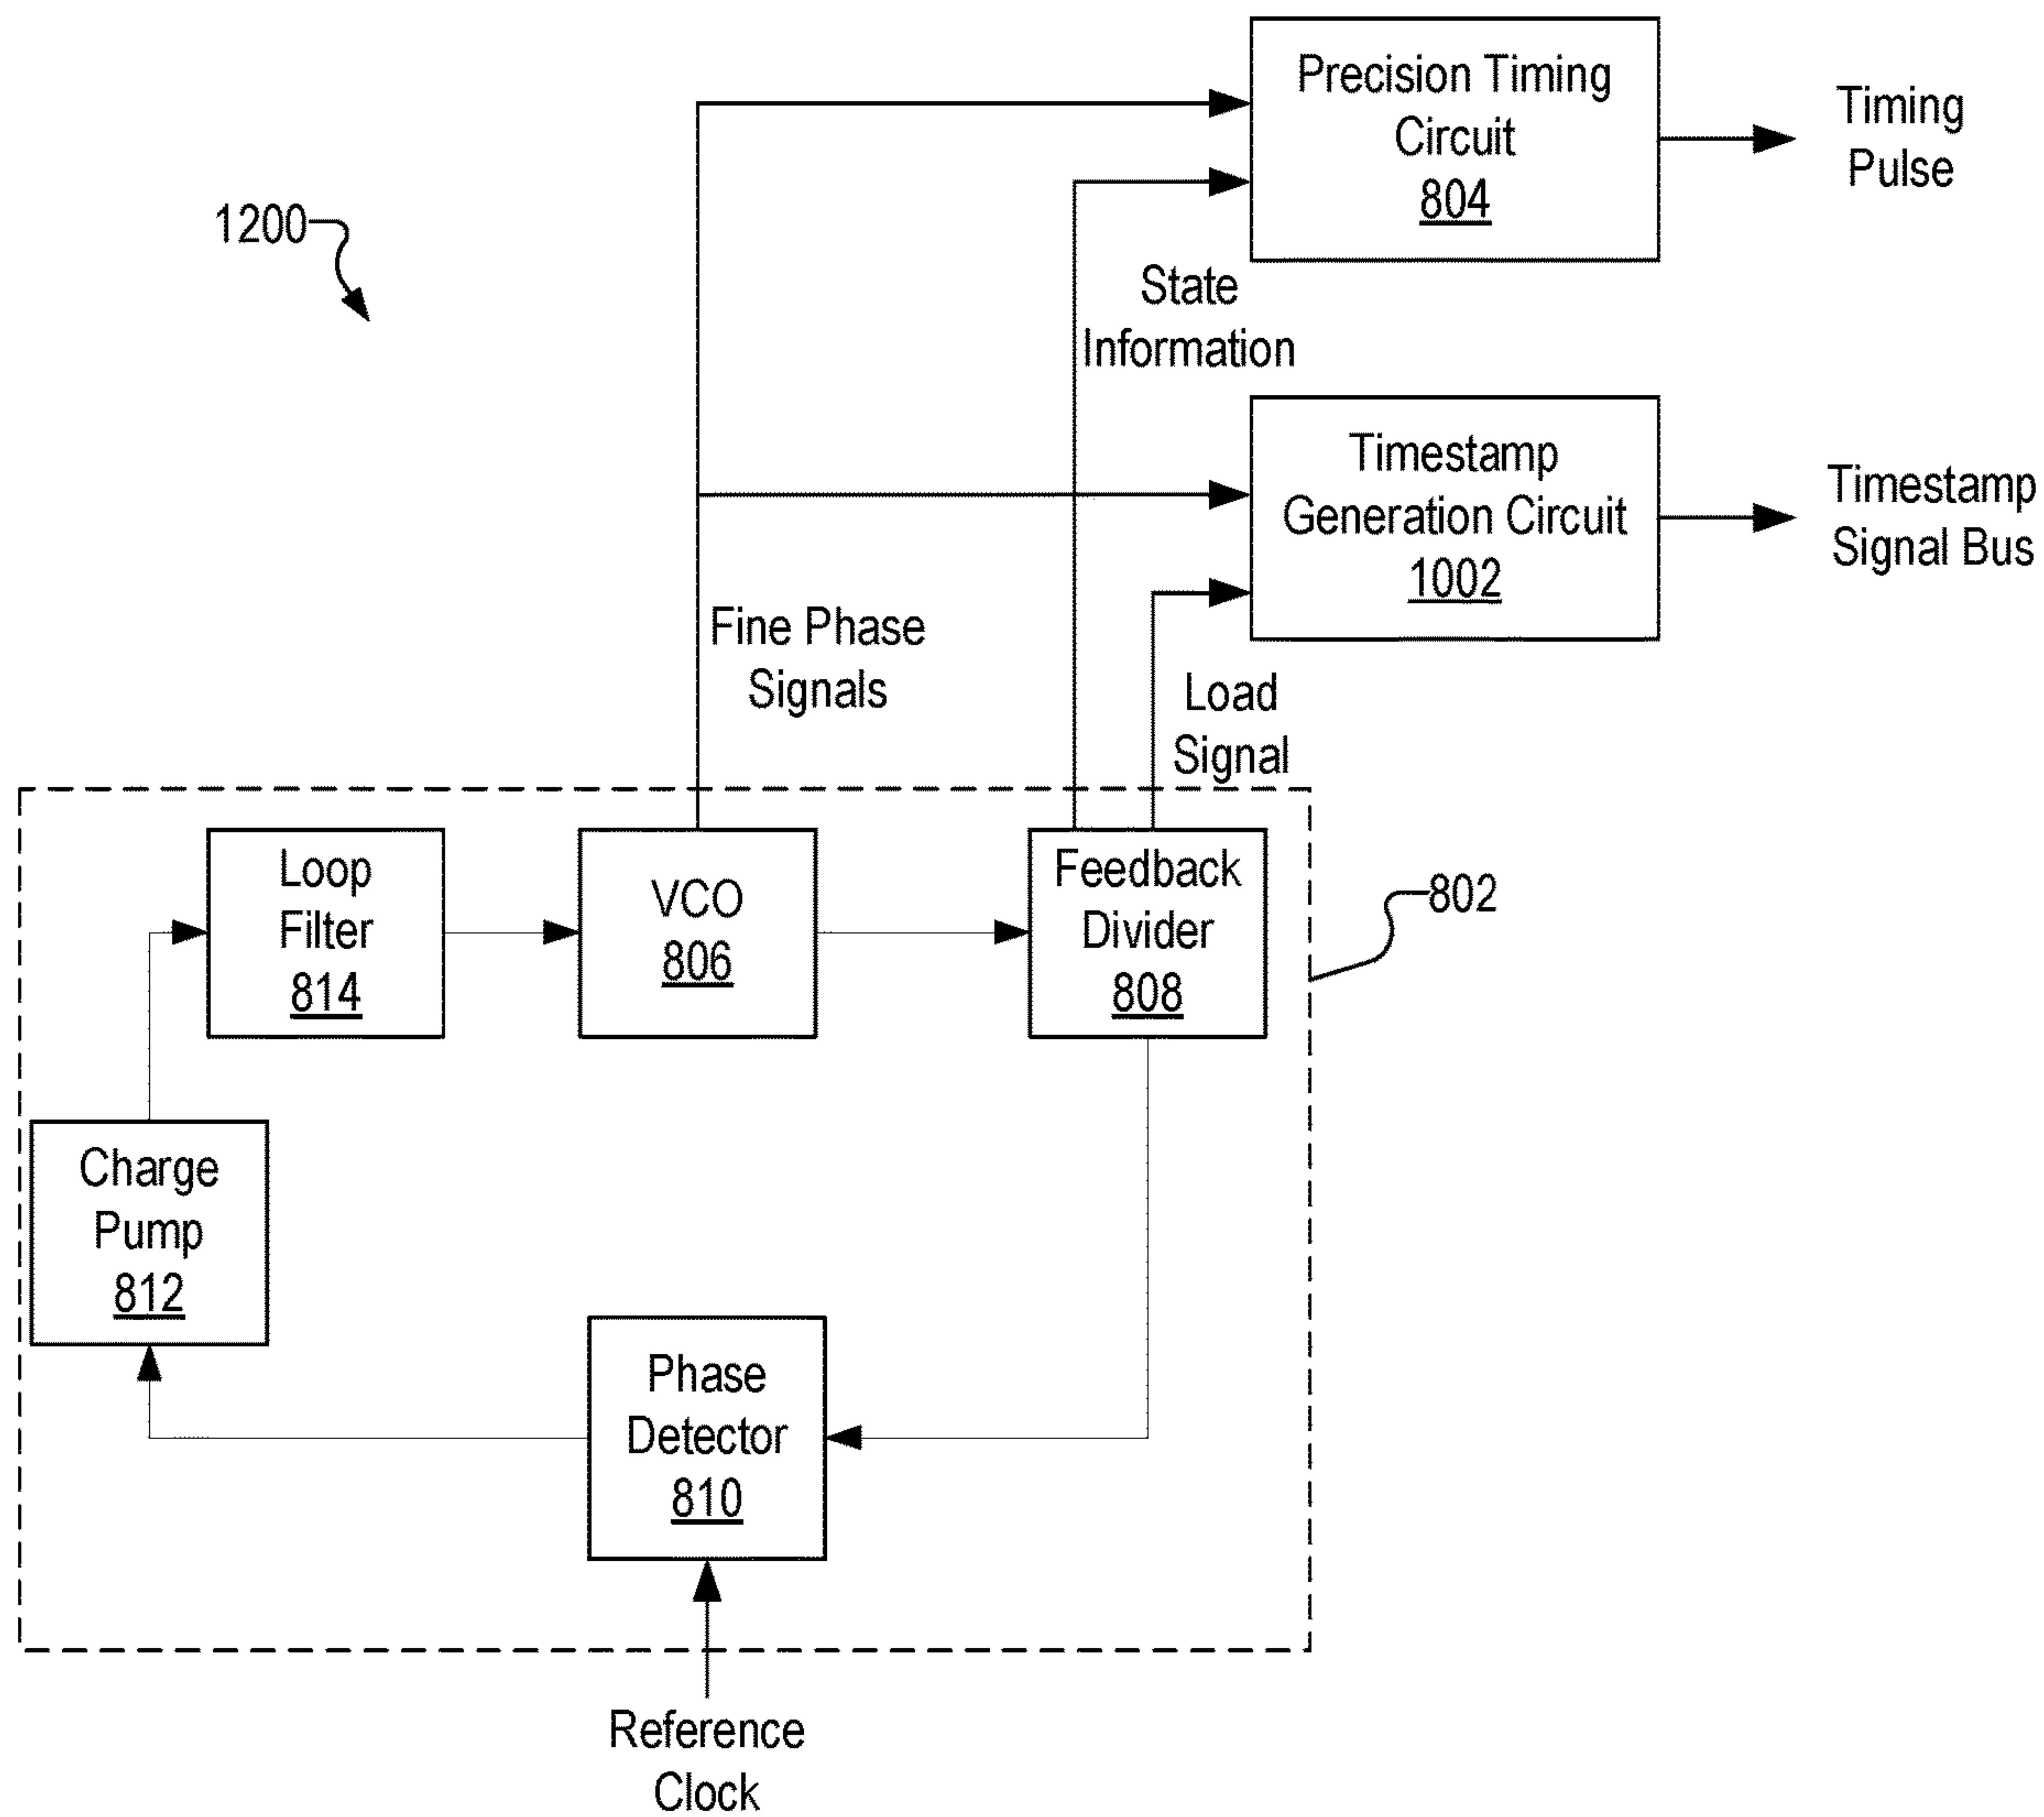 Precision Timing
Circuit
804
Timing
Pulse
1200
State
Information
Timestamp
Generation Circuit
1002
Timestamp
Signal Bus
Fine Phase
Signals
Load
Signal
Loop
Filter
814
VCO
806
Feedback
Divider
808
802
Charge
Pump
812
Phase
Detector
810
Reference
Clock